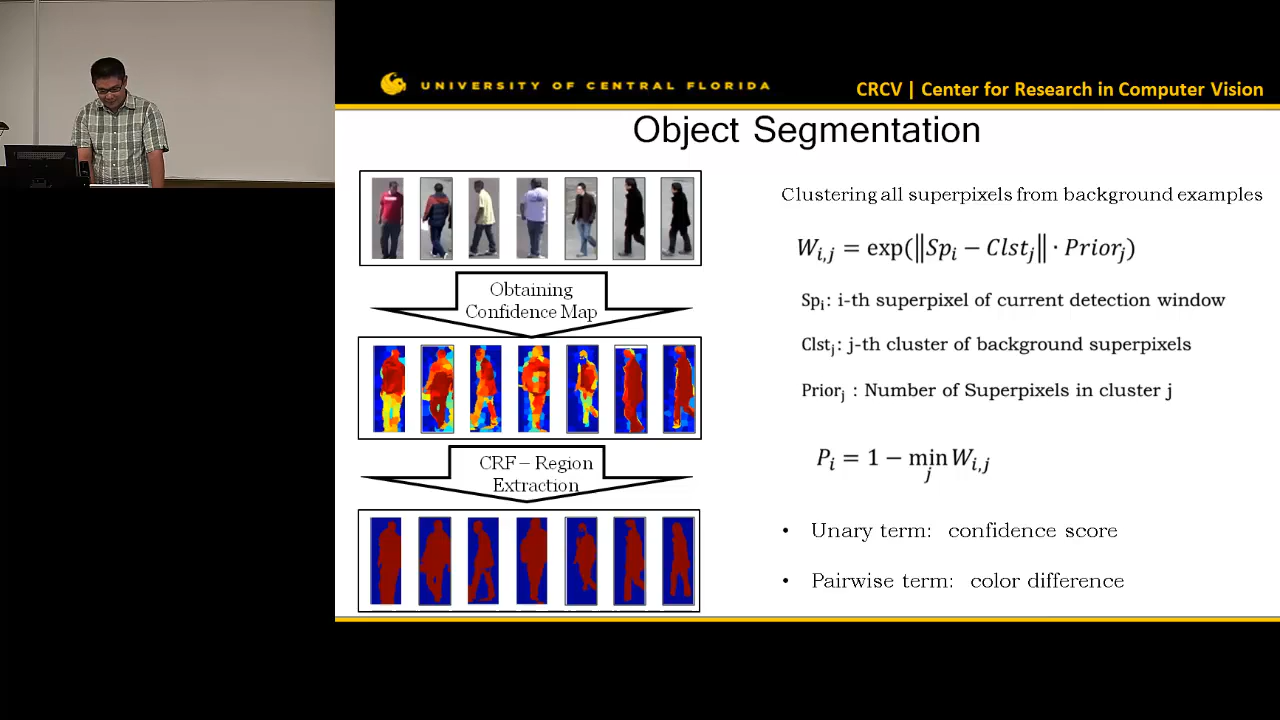 UNIVERSITY OF CENTRAL FLORIDA
CRCV | Center for Research in Computer Vision
Object Segmentation
Obtaining
Confidence Map
CRF – Region
Extraction
Clustering all superpixels from background examples
W_{i,j} = exp(‖Sp_i − Clst_j‖ · Prior_j)
Sp_i: i-th superpixel of current detection window
Clst_j: j-th cluster of background superpixels
Prior_j : Number of Superpixels in cluster j
P_i = 1 − min_j W_{i,j}
• Unary term: confidence score
• Pairwise term: color difference